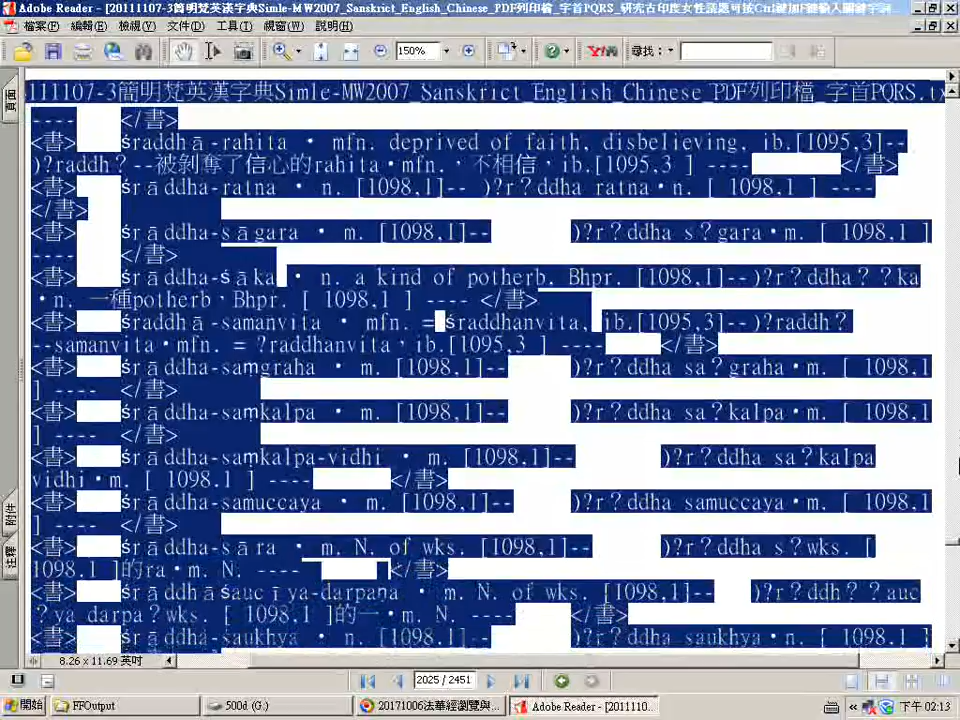 Adobe Reader - [20111107-3簡明梵英漢字典Simle-MW2007_Sanskrict_English_Chinese_PDF列印檔_字首PQRS_研究古印度女性議題可按Ctrl鍵加F鍵輸入關鍵字詞
檔案(F) 編輯(E) 檢視(V) 文件(D) 工具(T) 視窗(W) 說明(H)
150% 尋找：
頁面
111107-3簡明梵英漢字典Simle-MW2007_Sanskrict_English_Chinese_PDF列印檔_字首PQRS.tx
---- </書>
<書> śraddhā-rahita · mfn. deprived of faith, disbelieving, ib.[1095,3]--
)?raddh？--被剝奪了信心的rahita·mfn.，不相信，ib.[1095,3 ] ---- </書>
<書> śrāddha-ratna · n. [1098,1]-- )?r？ddha ratna·n. [ 1098,1 ] ----
</書>
<書> śrāddha-sāgara · m. [1098,1]-- )?r？ddha s？gara·m. [ 1098,1 ]
---- </書>
<書> śrāddha-śāka · n. a kind of potherb, Bhpr. [1098,1]--)?r？ddha？？ka
·n. 一種potherb，Bhpr. [ 1098,1 ] ---- </書>
<書> śraddhā-samanvita · mfn. = śraddhanvita, ib.[1095,3]--)?raddh？
--samanvita·mfn. = ?raddhanvita，ib.[1095,3 ] ---- </書>
<書> śrāddha-saṃgraha · m. [1098,1]-- )?r？ddha sa？graha·m. [ 1098,1
] ---- </書>
<書> śrāddha-saṃkalpa · m. [1098,1]-- )?r？ddha sa？kalpa·m. [ 1098,1
] ---- </書>
<書> śrāddha-saṃkalpa-vidhi · m. [1098,1]-- )?r？ddha sa？kalpa
vidhi·m. [ 1098,1 ] ---- </書>
<書> śrāddha-samuccaya · m. [1098,1]-- )?r？ddha samuccaya·m. [ 1098,1
] ---- </書>
<書> śrāddha-sāra · m. N. of wks. [1098,1]-- )?r？ddha s？wks. [
1098,1 ]的ra·m. N. ---- </書>
<書> śrāddhāśaucīya-darpaṇa · m. N. of wks. [1098,1]-- )?r？ddh？？auc
？ya darpa？wks. [ 1098,1 ]的一·m. N. ---- </書>
<書> śrāddha-saukhya · n. [1098,1]-- )?r？ddha saukhya·n. [ 1098,1 ]
附件
注釋
8.26 x 11.69 英吋
2025 / 2451
開始 FFOutput 500d (G:) 20171006法華經瀏覽與... Adobe Reader - [2011110... 下午 02:13